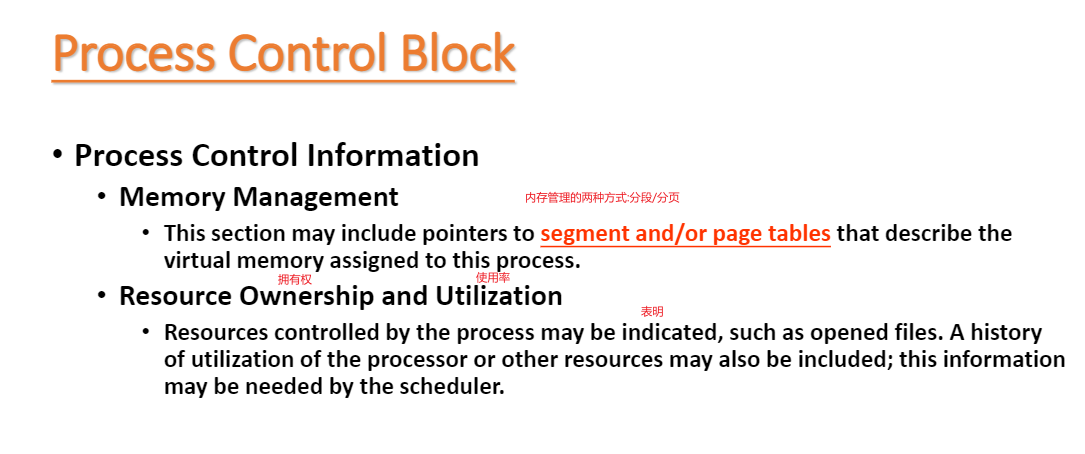 Process Control Block
• Process Control Information
• Memory Management
内存管理的两种方式:分段/分页
• This section may include pointers to segment and/or page tables that describe the
virtual memory assigned to this process.
拥有权 使用率
• Resource Ownership and Utilization
表明
• Resources controlled by the process may be indicated, such as opened files. A history
of utilization of the processor or other resources may also be included; this information
may be needed by the scheduler.